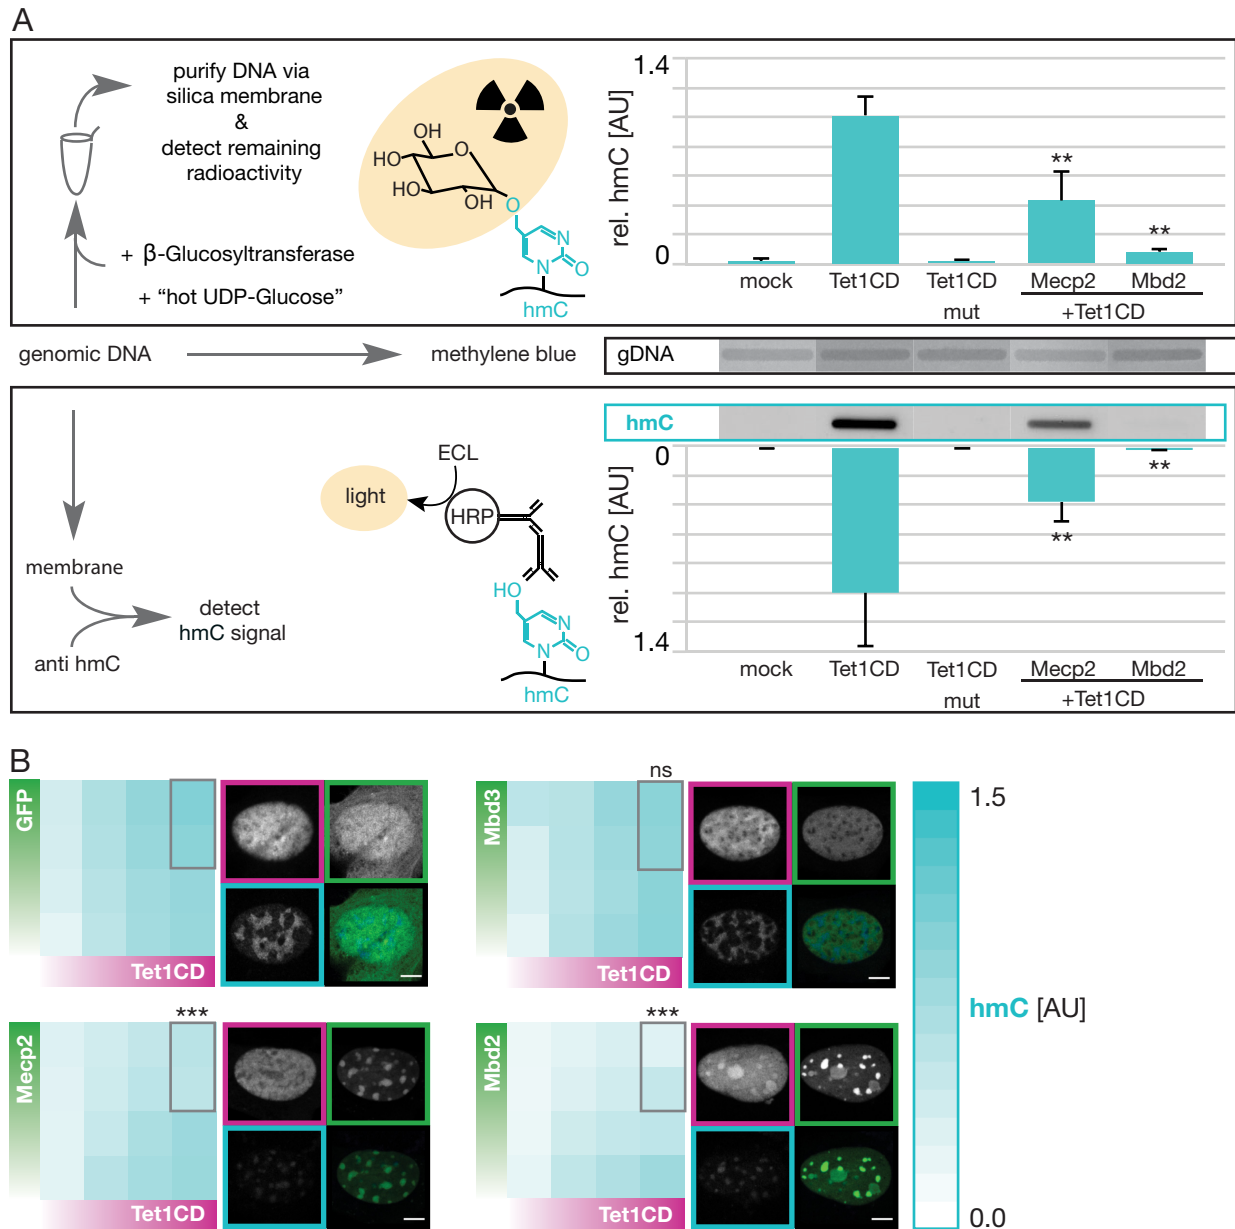 A
purify DNA via
silica membrane
&
detect remaining
radioactivity
+ β-Glucosyltransferase
+ “hot UDP-Glucose”
OH
HO
HO
OH
O
O
N
N
O
hmC
1.4
rel. hmC [AU]
0
**
**
mock
Tet1CD
Tet1CD
mut
Mecp2
Mbd2
+Tet1CD
genomic DNA
methylene blue
gDNA
membrane
anti hmC
detect
hmC signal
light
ECL
HRP
HO
N
N
O
hmC
hmC
0
rel. hmC [AU]
1.4
**
**
mock
Tet1CD
Tet1CD
mut
Mecp2
Mbd2
+Tet1CD
B
GFP
Tet1CD
ns
Mbd3
Tet1CD
***
Mecp2
Tet1CD
***
Mbd2
Tet1CD
1.5
hmC [AU]
0.0